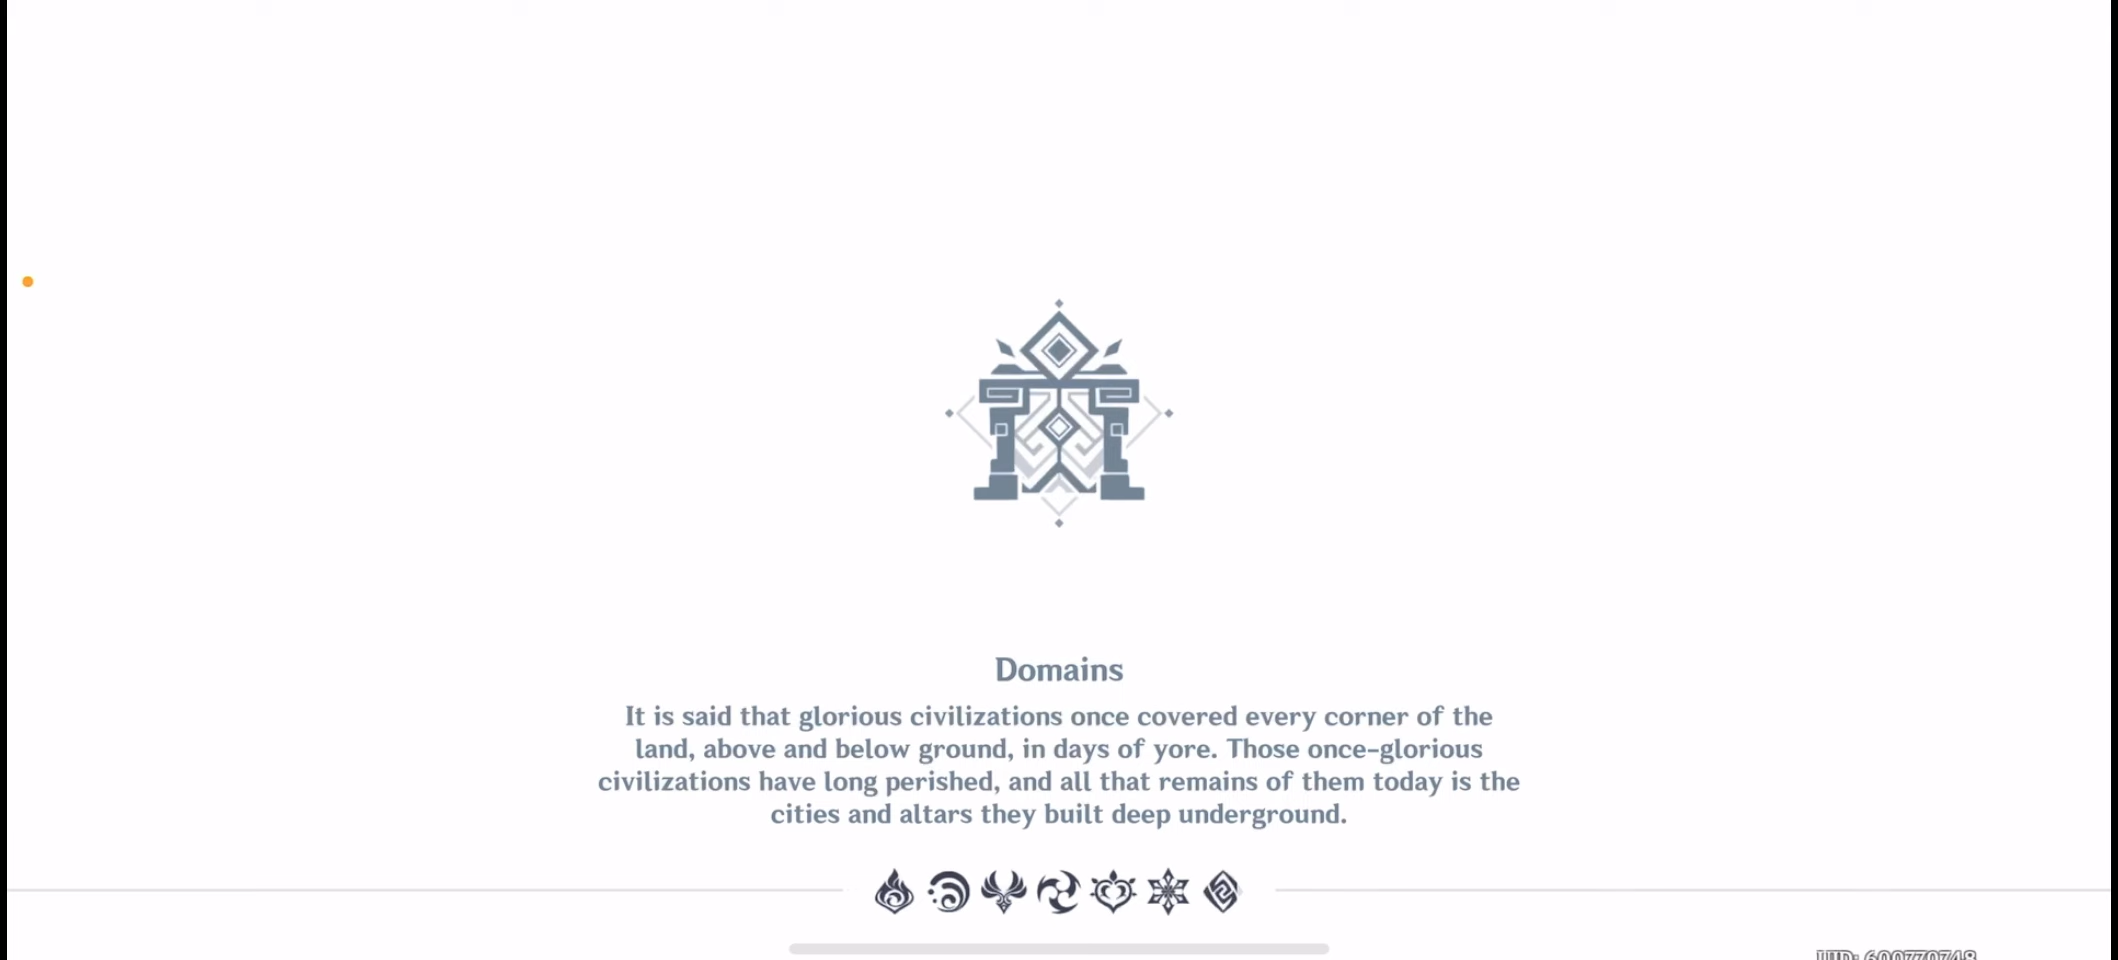 Domains
It is said that glorious civilizations once covered every corner of the
land, above and below ground, in days of yore. Those once-glorious
civilizations have long perished, and all that remains of them today is the
cities and altars they built deep underground.